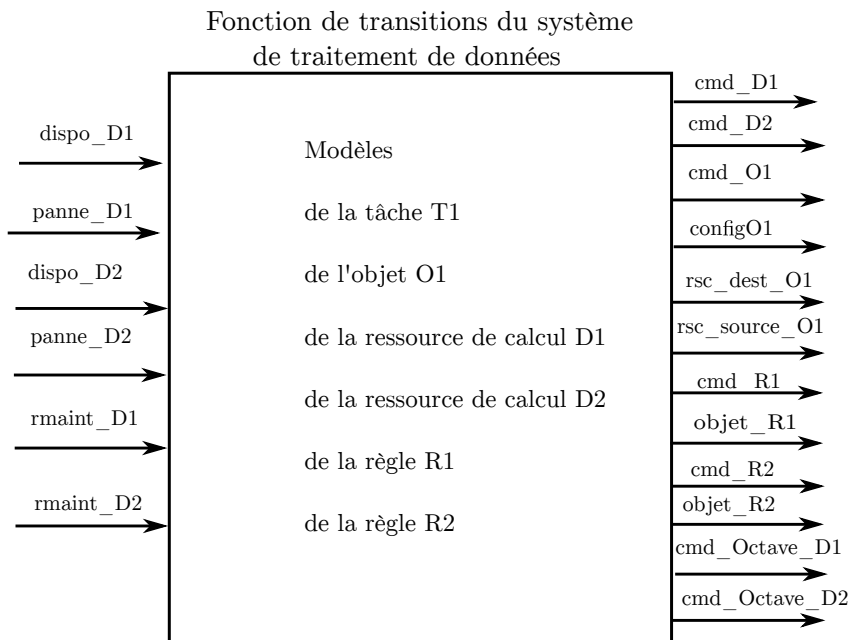 Fonction de transitions du système
de traitement de données
dispo_D1
panne_D1
dispo_D2
panne_D2
rmaint_D1
rmaint_D2
Modèles
de la tâche T1
de l'objet O1
de la ressource de calcul D1
de la ressource de calcul D2
de la règle R1
de la règle R2
cmd_D1
cmd_D2
cmd_O1
configO1
rsc_dest_O1
rsc_source_O1
cmd_R1
objet_R1
cmd_R2
objet_R2
cmd_Octave_D1
cmd_Octave_D2